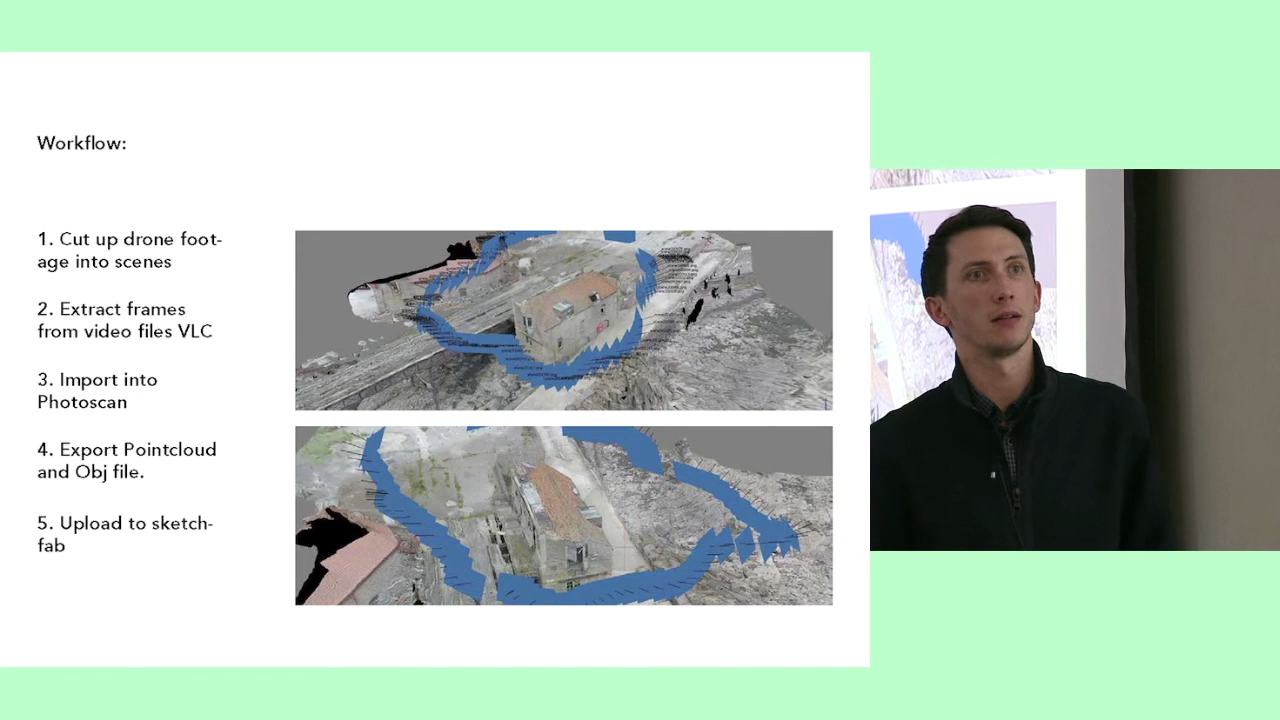 Workflow:
1. Cut up drone foot-
age into scenes
2. Extract frames
from video files VLC
3. Import into
Photoscan
4. Export Pointcloud
and Obj file.
5. Upload to sketch-
fab